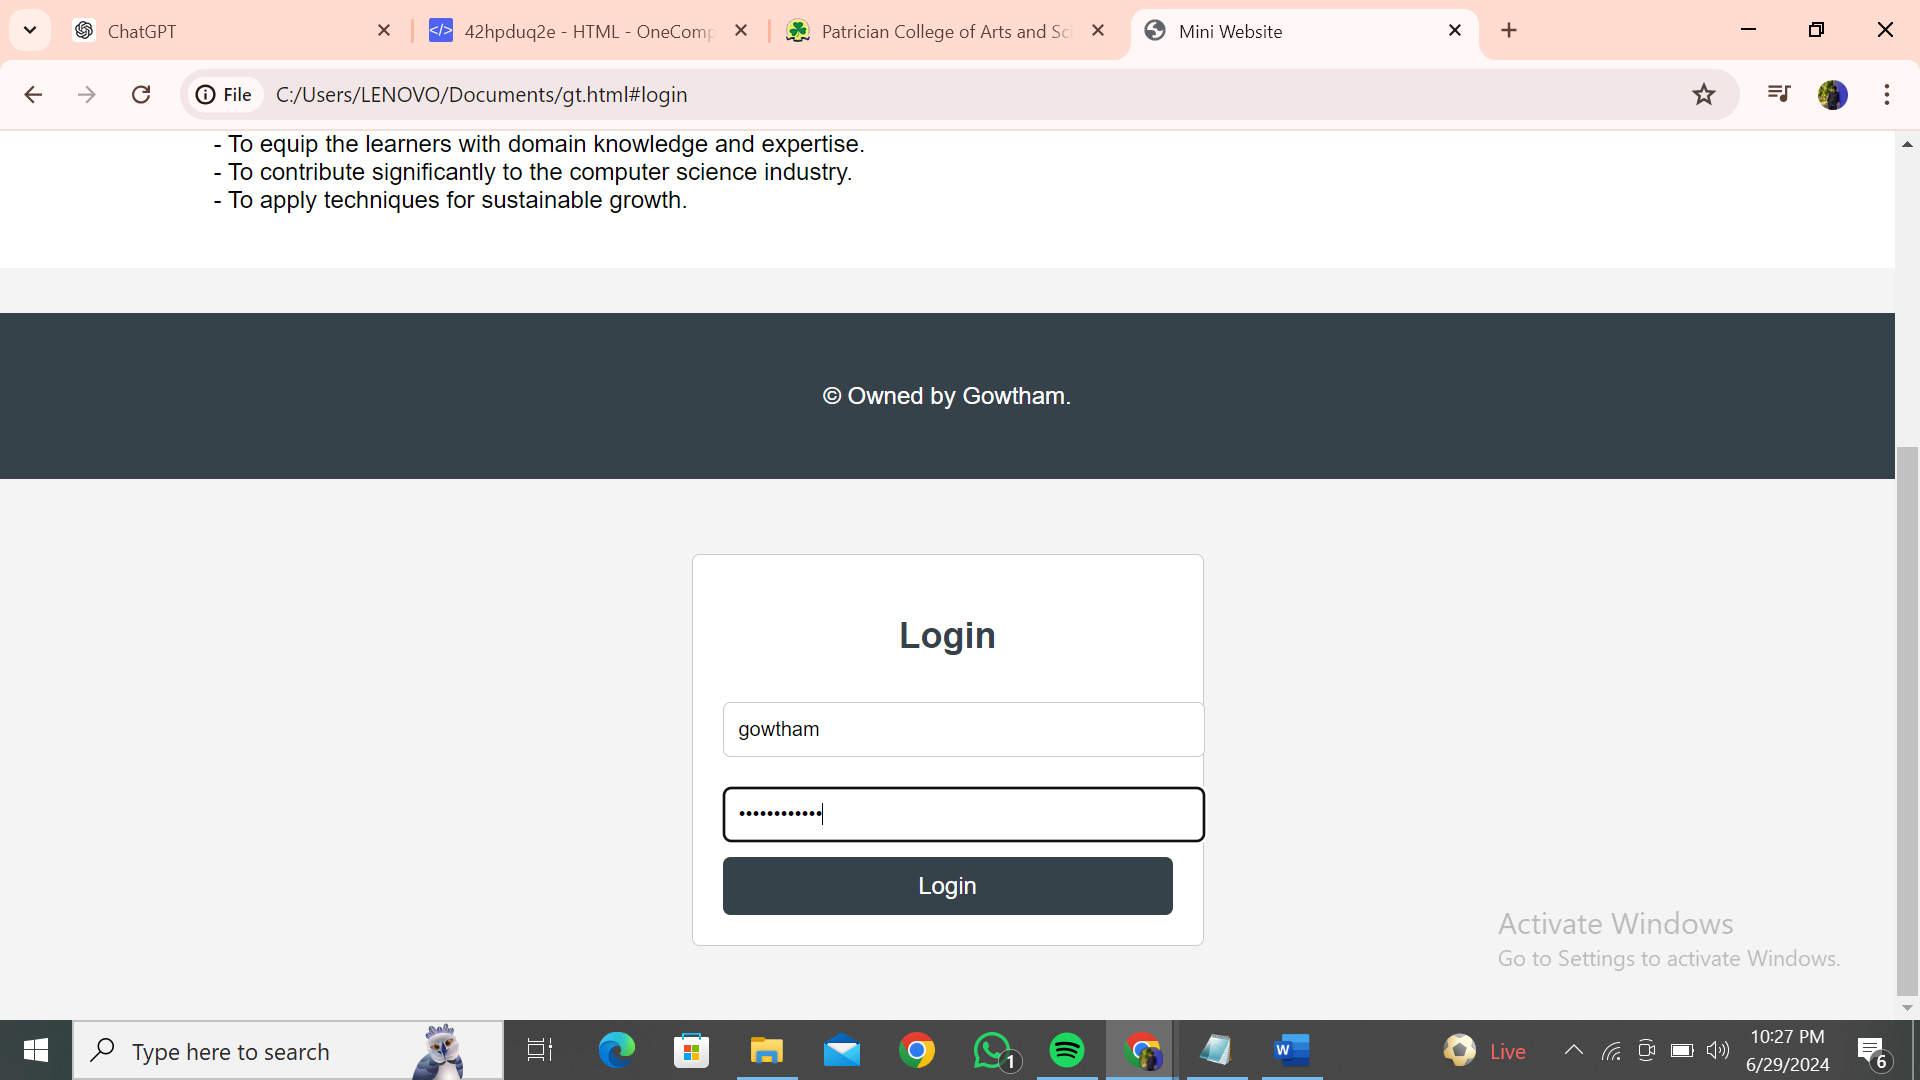 ChatGPT
42hpduq2e - HTML - OneComp
Patrician College of Arts and Sci
Mini Website
File
C:/Users/LENOVO/Documents/gt.html#login
- To equip the learners with domain knowledge and expertise.
- To contribute significantly to the computer science industry.
- To apply techniques for sustainable growth.
© Owned by Gowtham.
Login
gowtham
••••••••••••
Login
Activate Windows
Go to Settings to activate Windows.
Type here to search
1
W
Live
10:27 PM
6/29/2024
6